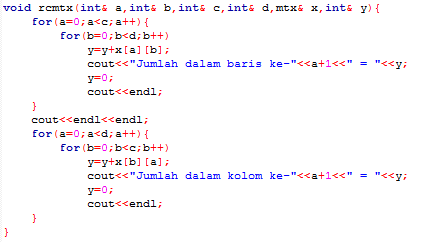 void rcmtx(int& a,int& b,int& c,int& d,mtx& x,int& y){
    for(a=0;a<c;a++){
        for(b=0;b<d;b++)
            y=y+x[a][b];
            cout<<"Jumlah dalam baris ke-"<<a+1<<" = "<<y;
            y=0;
            cout<<endl;
    }
    cout<<endl<<endl;
    for(a=0;a<d;a++){
        for(b=0;b<c;b++)
            y=y+x[b][a];
            cout<<"Jumlah dalam kolom ke-"<<a+1<<" = "<<y;
            y=0;
            cout<<endl;
    }
}